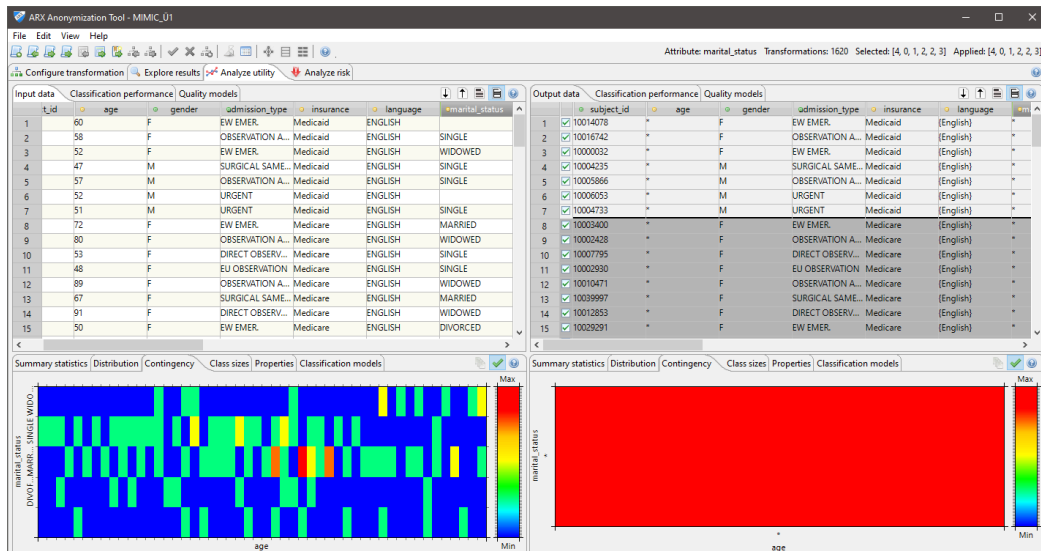 ARX Anonymization Tool - MIMIC_Ü1
File Edit View Help
Attribute: marital_status Transformations: 1620 Selected: [4, 0, 1, 2, 2, 3] Applied: [4, 0, 1, 2, 2, 3]
Configure transformation Explore results Analyze utility Analyze risk
Input data Classification performance Quality models
t_id age gender admission_type insurance language marital_status
1 60 F EW EMER. Medicaid ENGLISH
2 58 F OBSERVATION A... Medicaid ENGLISH SINGLE
3 52 F EW EMER. Medicaid ENGLISH WIDOWED
4 47 M SURGICAL SAME... Medicaid ENGLISH SINGLE
5 57 M OBSERVATION A... Medicaid ENGLISH SINGLE
6 52 M URGENT Medicaid ENGLISH
7 51 M URGENT Medicaid ENGLISH SINGLE
8 72 F EW EMER. Medicare ENGLISH MARRIED
9 80 F OBSERVATION A... Medicare ENGLISH WIDOWED
10 53 F DIRECT OBSERV... Medicare ENGLISH SINGLE
11 48 F EU OBSERVATION Medicare ENGLISH SINGLE
12 89 F OBSERVATION A... Medicare ENGLISH WIDOWED
13 67 F SURGICAL SAME... Medicare ENGLISH MARRIED
14 91 F DIRECT OBSERV... Medicare ENGLISH WIDOWED
15 50 F EW EMER. Medicare ENGLISH DIVORCED
Output data Classification performance Quality models
subject_id age gender admission_type insurance language
1 10014078 * F EW EMER. Medicaid {English} *
2 10016742 * F OBSERVATION A... Medicaid {English} *
3 10000032 * F EW EMER. Medicaid {English} *
4 10004235 * M SURGICAL SAME... Medicaid {English} *
5 10005866 * M OBSERVATION A... Medicaid {English} *
6 10006053 * M URGENT Medicaid {English} *
7 10004733 * M URGENT Medicaid {English} *
8 10003400 * F EW EMER. Medicare {English} *
9 10002428 * F OBSERVATION A... Medicare {English} *
10 10007795 * F DIRECT OBSERV... Medicare {English} *
11 10002930 * F EU OBSERVATION Medicare {English} *
12 10010471 * F OBSERVATION A... Medicare {English} *
13 10039997 * F SURGICAL SAME... Medicare {English} *
14 10012853 * F DIRECT OBSERV... Medicare {English} *
15 10029291 * F EW EMER. Medicare {English} *
Summary statistics Distribution Contingency Class sizes Properties Classification models
Max
marital_status
DIVOR... MARR... SINGLE WIDO...
age
Min
Summary statistics Distribution Contingency Class sizes Properties Classification models
Max
marital_status
*
*
age
Min